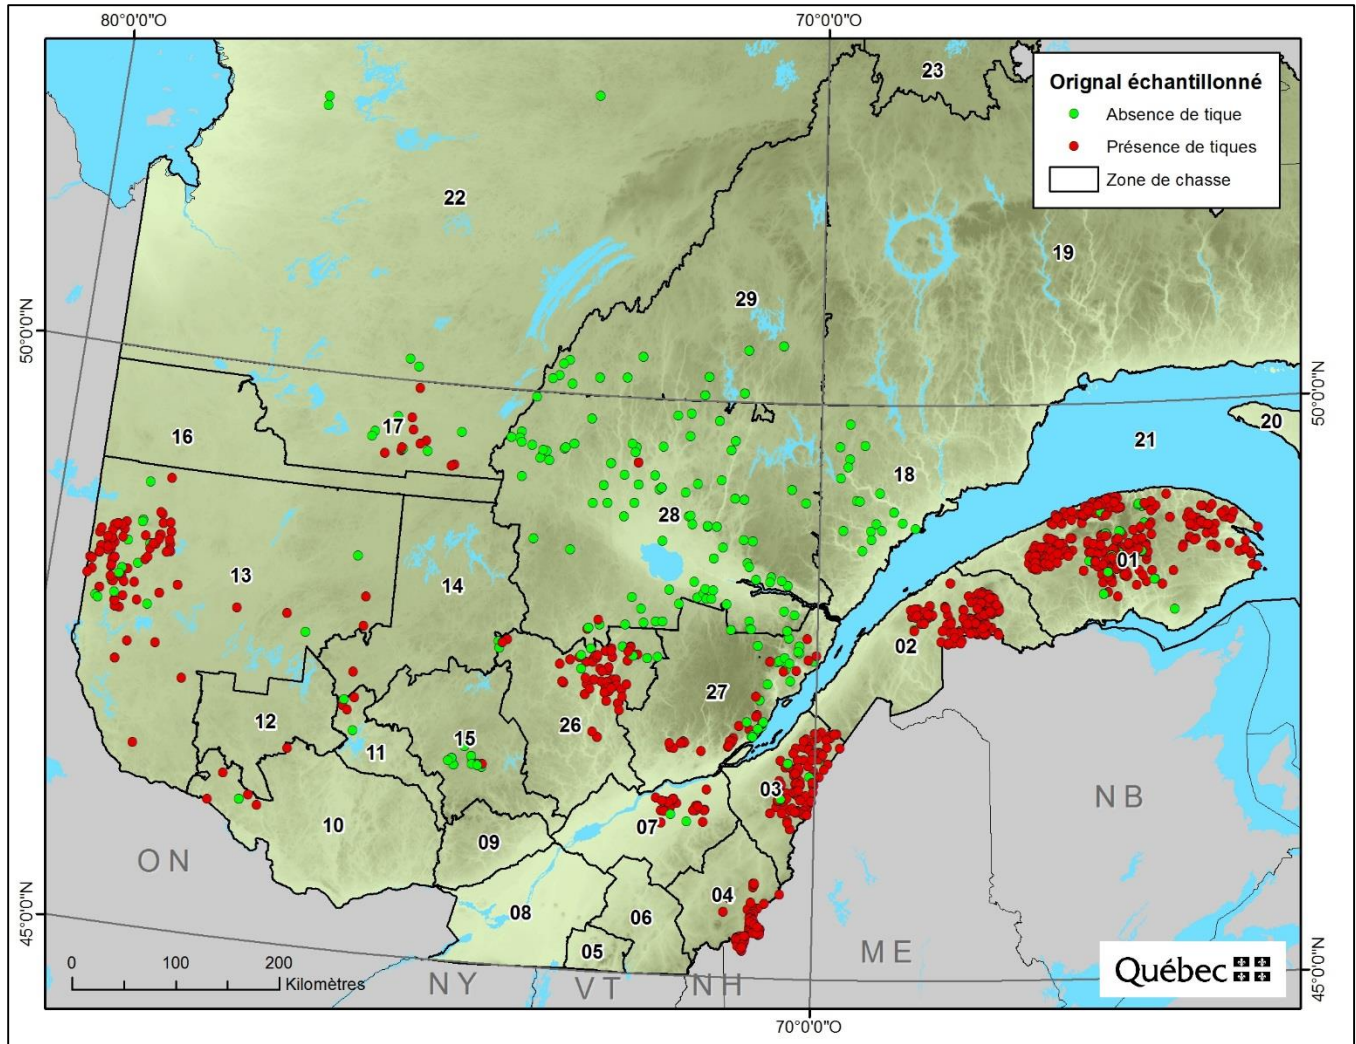 80°0'0"O
70°0'0"O
23
Orignal échantillonné
Absence de tique
Présence de tiques
Zone de chasse
22
19
29
50°0'0"N
50°0'0"N
20
17
16
21
18
28
01
13
14
02
27
12
26
15
11
03
NB
10
07
09
ON
04
08
06
05
ME
45°0'0"N
45°0'0"N
0 100 200
Kilomètres
NY
VT
NH
Québec
70°0'0"O